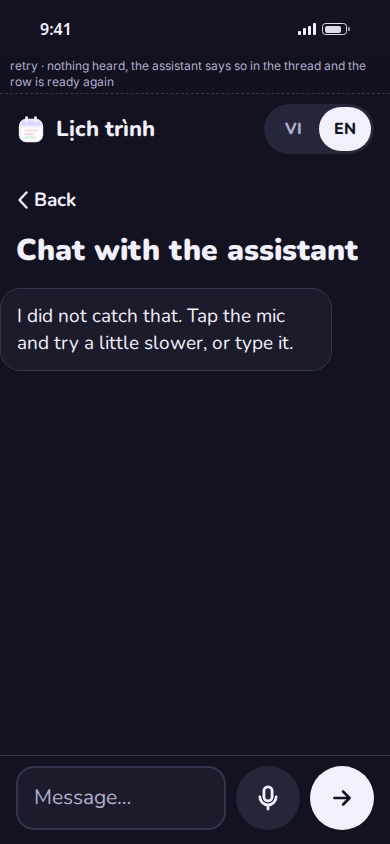 9:41
retry · nothing heard, the assistant says so in the thread and the
row is ready again
Lịch trình
VI
EN
Back
Chat with the assistant
I did not catch that. Tap the mic
and try a little slower, or type it.
Message...